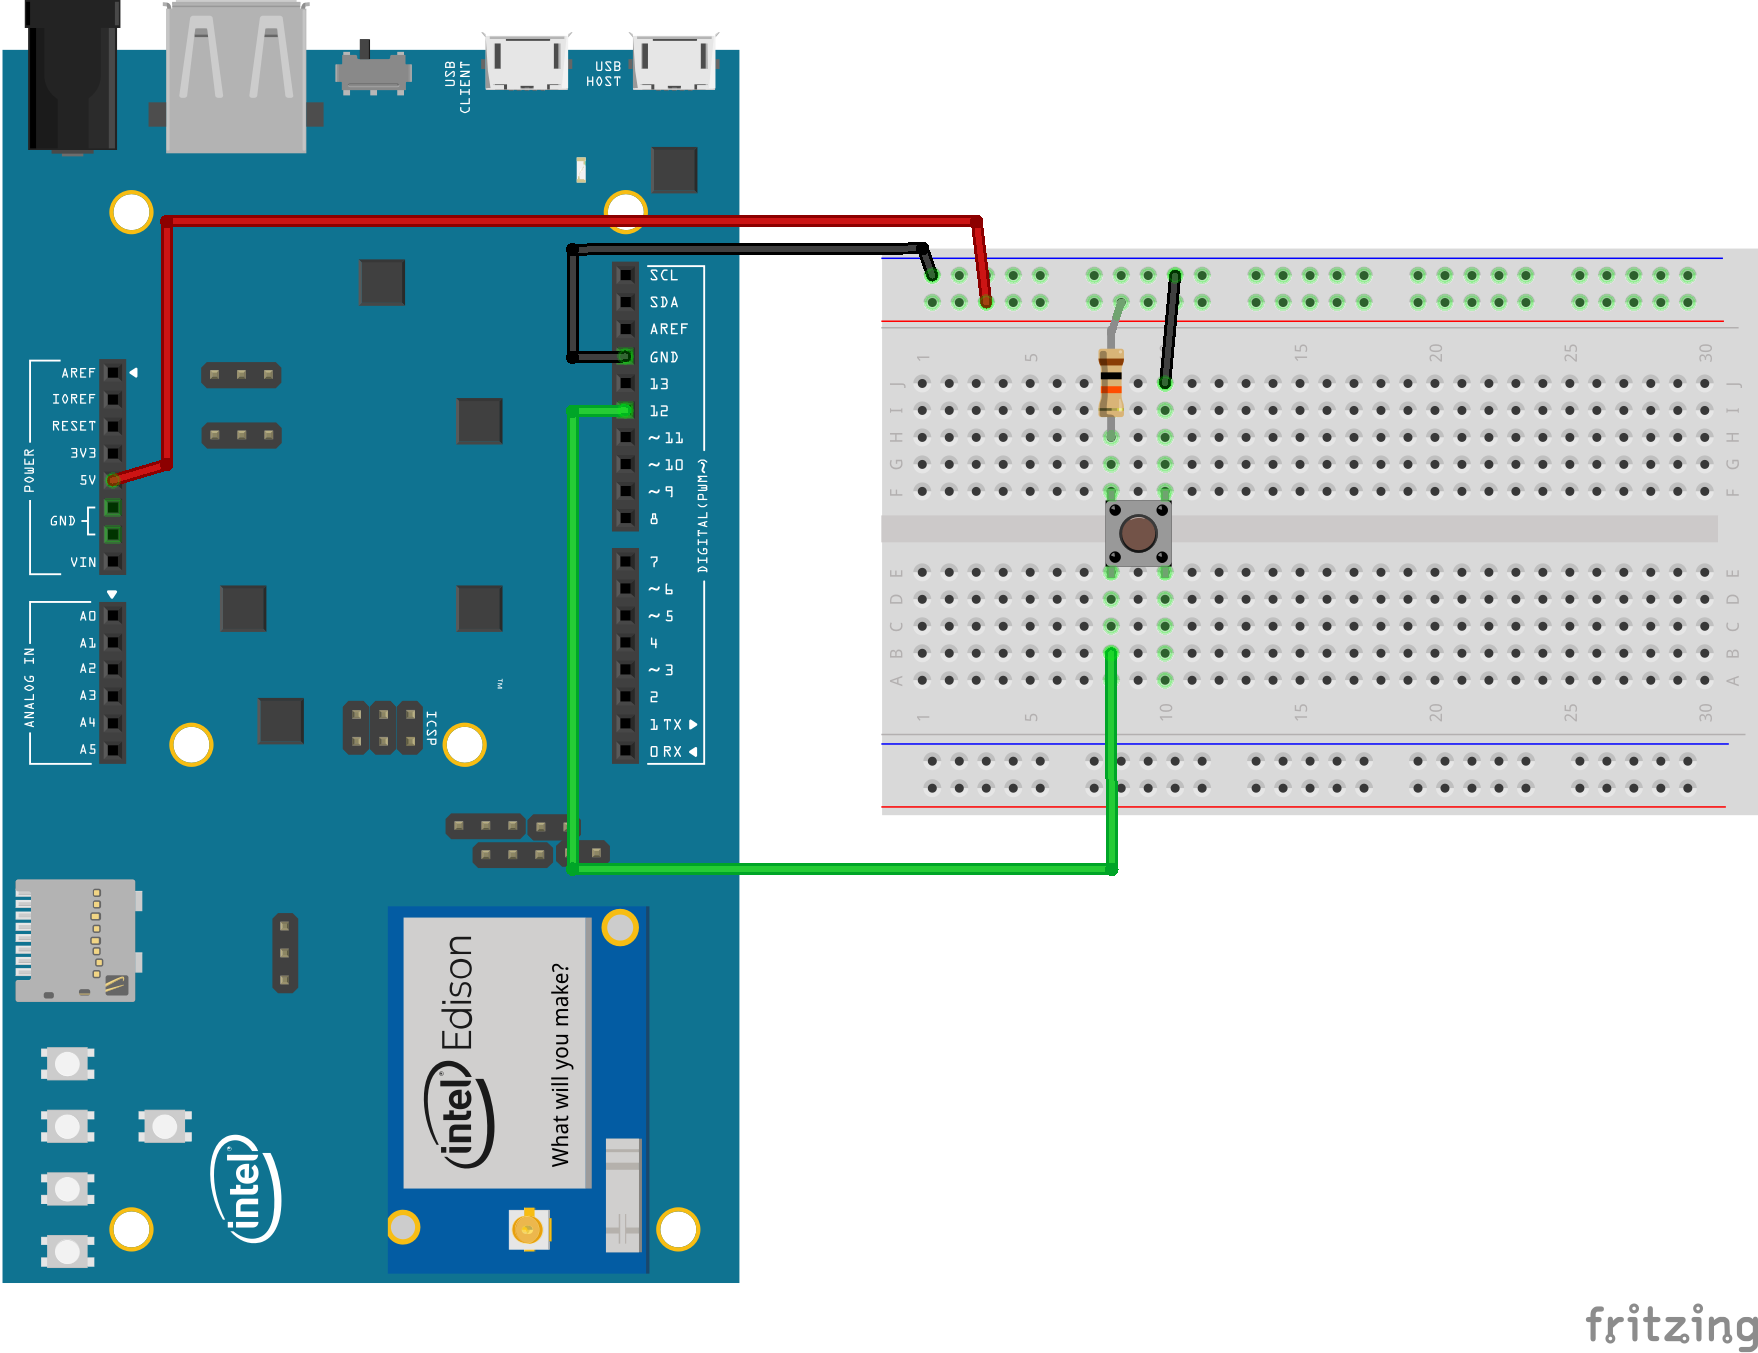 USB
CLIENT
USB
HOST
SCL
SDA
AREF
GND
13
12
~11
~10
~9
8
DIGITAL(PWM~)
7
~6
~5
4
~3
2
1 TX
0 RX
AREF
IOREF
RESET
3V3
5V
GND
VIN
POWER
A0
A1
A2
A3
A4
A5
ANALOG IN
ICSP
TM
intel Edison
What will you make?
intel
1 5 15 20 25 30
J J
I I
H H
G G
F F
E E
D D
C C
B B
A A
1 5 10 15 20 25 30
fritzing